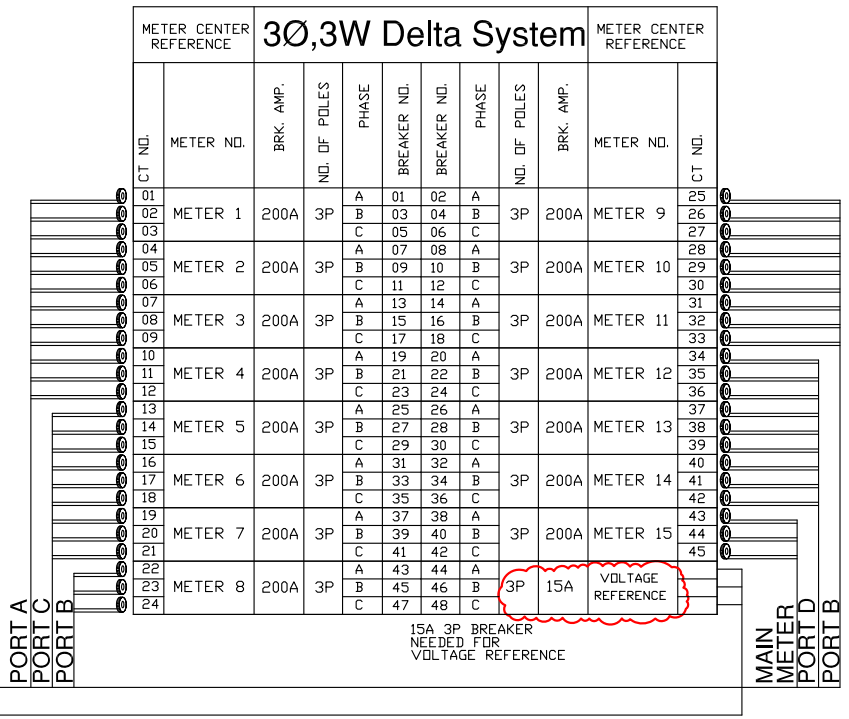 METER CENTER REFERENCE 3Ø,3W Delta System METER CENTER REFERENCE
CT NO. METER NO. BRK. AMP. NO. OF POLES PHASE BREAKER NO. BREAKER NO. PHASE NO. OF POLES BRK. AMP. METER NO. CT NO.
01 A 01 02 A 25
02 METER 1 200A 3P B 03 04 B 3P 200A METER 9 26
03 C 05 06 C 27
04 A 07 08 A 28
05 METER 2 200A 3P B 09 10 B 3P 200A METER 10 29
06 C 11 12 C 30
07 A 13 14 A 31
08 METER 3 200A 3P B 15 16 B 3P 200A METER 11 32
09 C 17 18 C 33
10 A 19 20 A 34
11 METER 4 200A 3P B 21 22 B 3P 200A METER 12 35
12 C 23 24 C 36
13 A 25 26 A 37
14 METER 5 200A 3P B 27 28 B 3P 200A METER 13 38
15 C 29 30 C 39
16 A 31 32 A 40
17 METER 6 200A 3P B 33 34 B 3P 200A METER 14 41
18 C 35 36 C 42
19 A 37 38 A 43
20 METER 7 200A 3P B 39 40 B 3P 200A METER 15 44
21 C 41 42 C 45
22 A 43 44 A
23 METER 8 200A 3P B 45 46 B 3P 15A VOLTAGE REFERENCE
24 C 47 48 C
15A 3P BREAKER
NEEDED FOR
VOLTAGE REFERENCE
PORT A
PORT C
PORT B
MAIN
METER
PORT D
PORT B